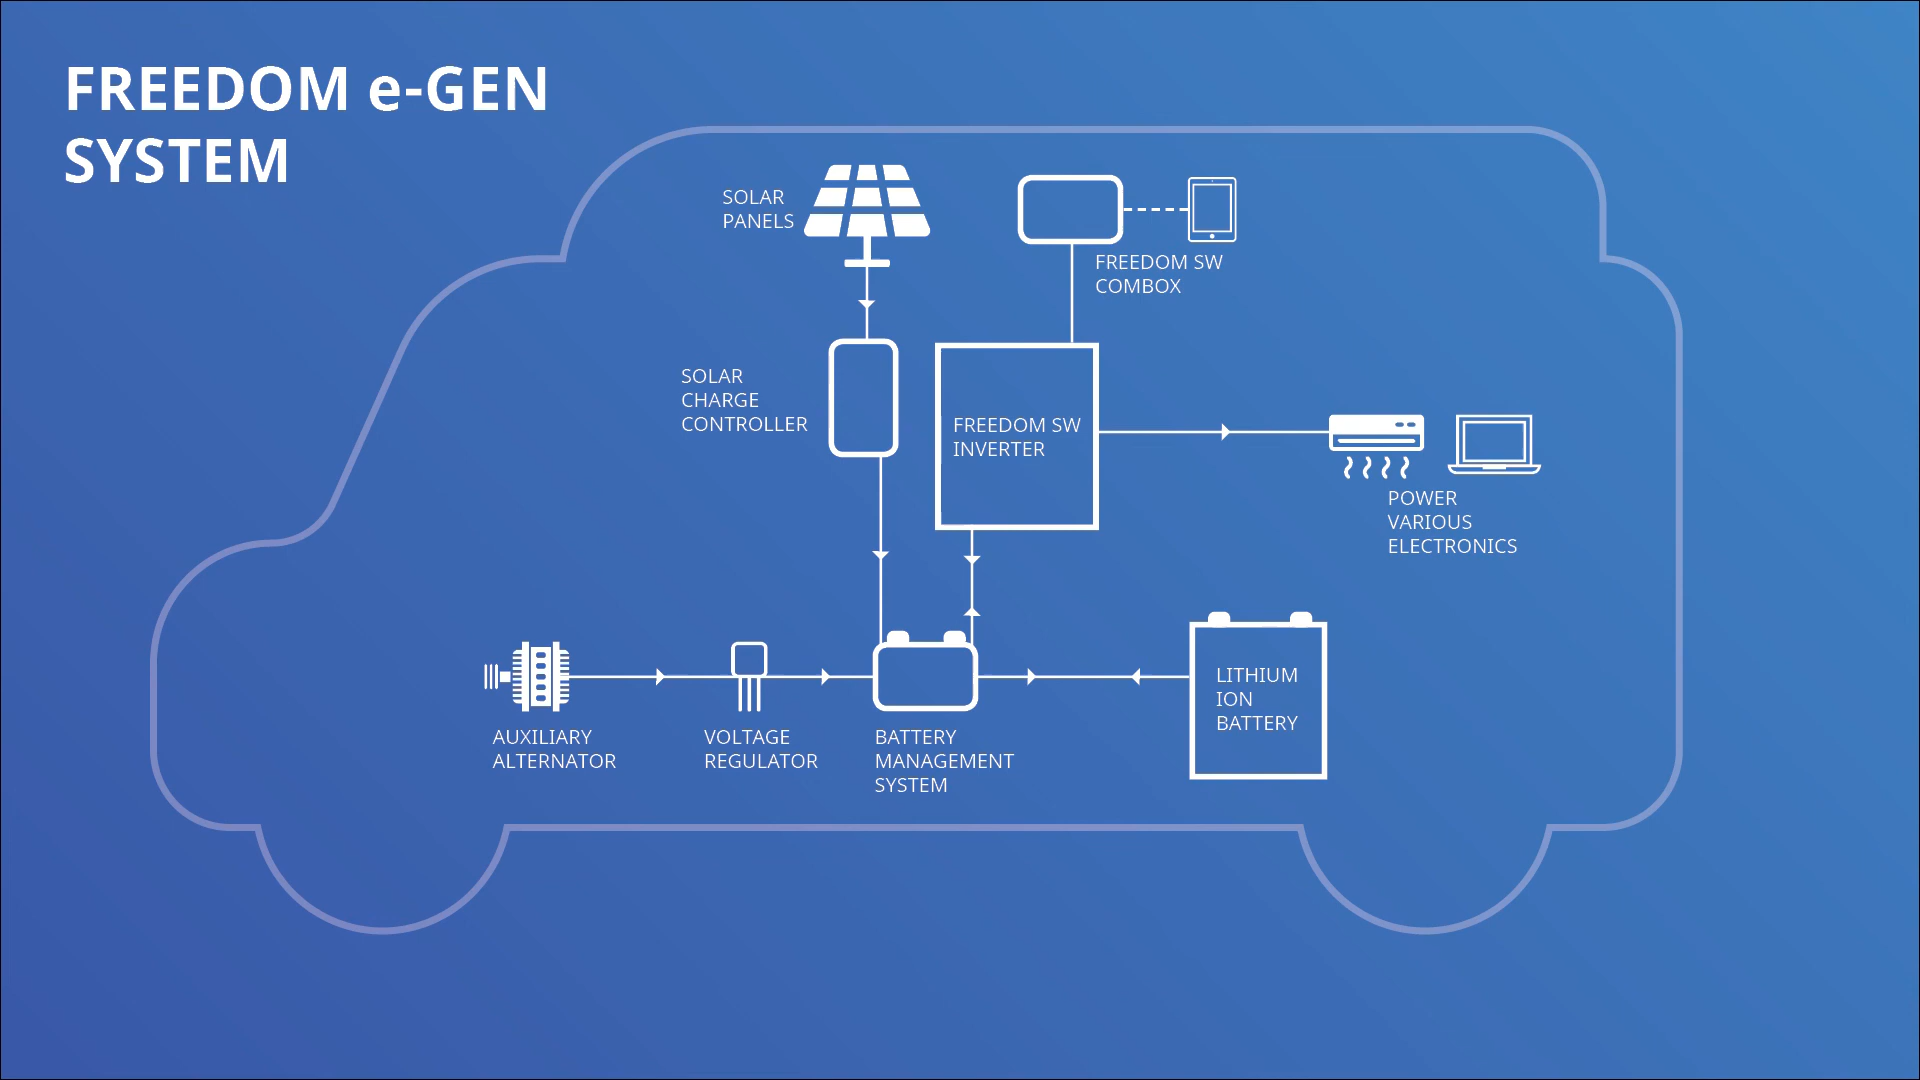 FREEDOM e-GEN
SYSTEM
SOLAR
PANELS
FREEDOM SW
COMBOX
SOLAR
CHARGE
CONTROLLER
FREEDOM SW
INVERTER
POWER
VARIOUS
ELECTRONICS
AUXILIARY
ALTERNATOR
VOLTAGE
REGULATOR
BATTERY
MANAGEMENT
SYSTEM
LITHIUM
ION
BATTERY